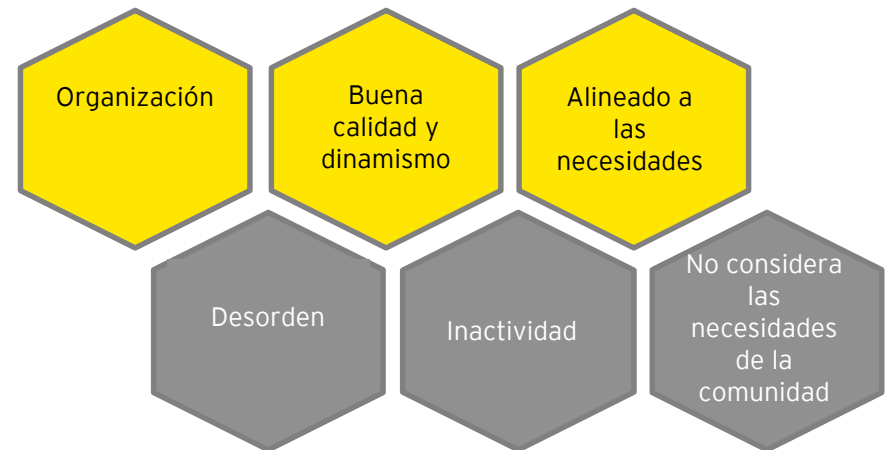 Organización
Buena
calidad y
dinamismo
Alineado a
las
necesidades
Desorden
Inactividad
No considera
las
necesidades
de la
comunidad